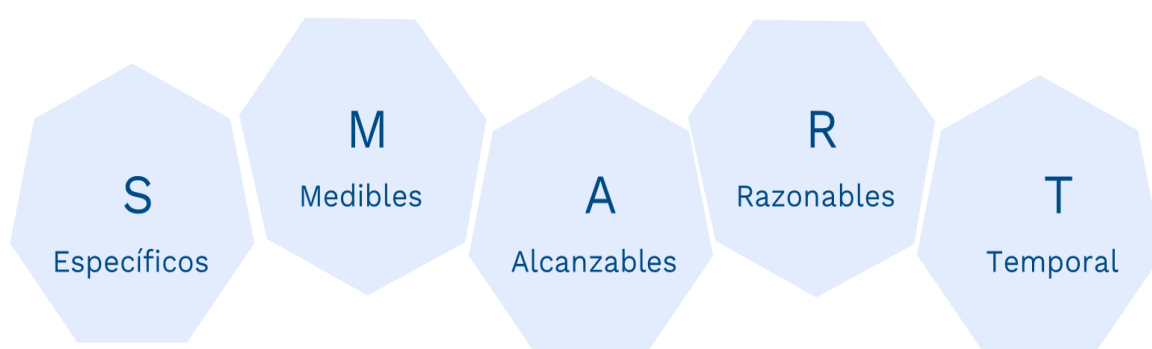 S
Específicos
M
Medibles
A
Alcanzables
R
Razonables
T
Temporal